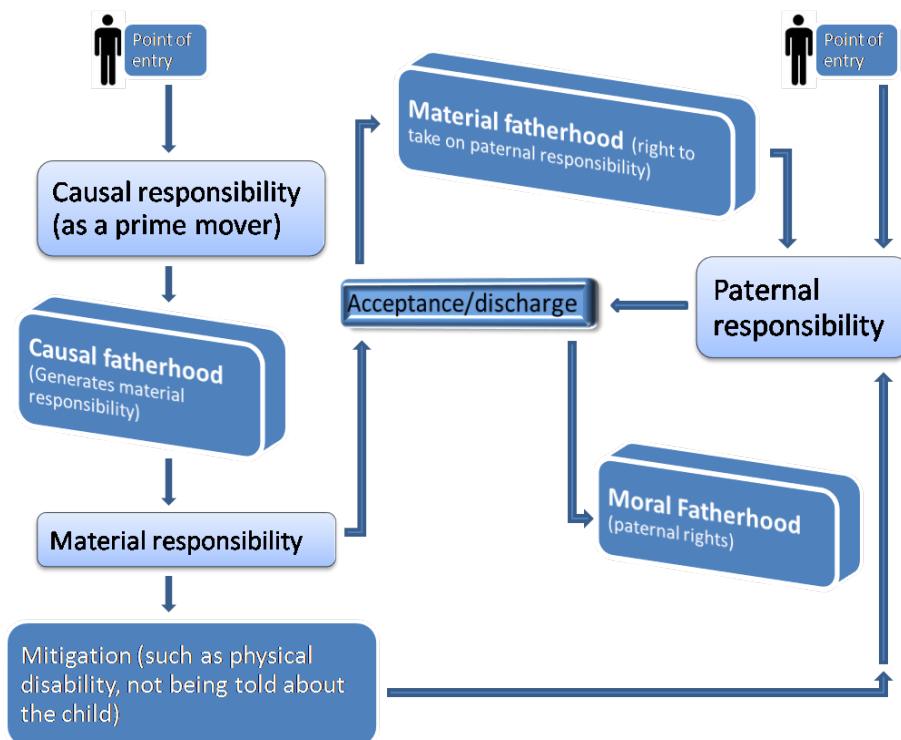 Point of
entry
Point of
entry
Material fatherhood (right to
take on paternal
responsibility)
Causal responsibility
(as a prime mover)
Acceptance/discharge
Paternal
responsibility
Causal fatherhood
(Generates material
responsibility)
Moral Fatherhood
(paternal rights)
Material responsibility
Mitigation (such as physical
disability, not being told about
the child)